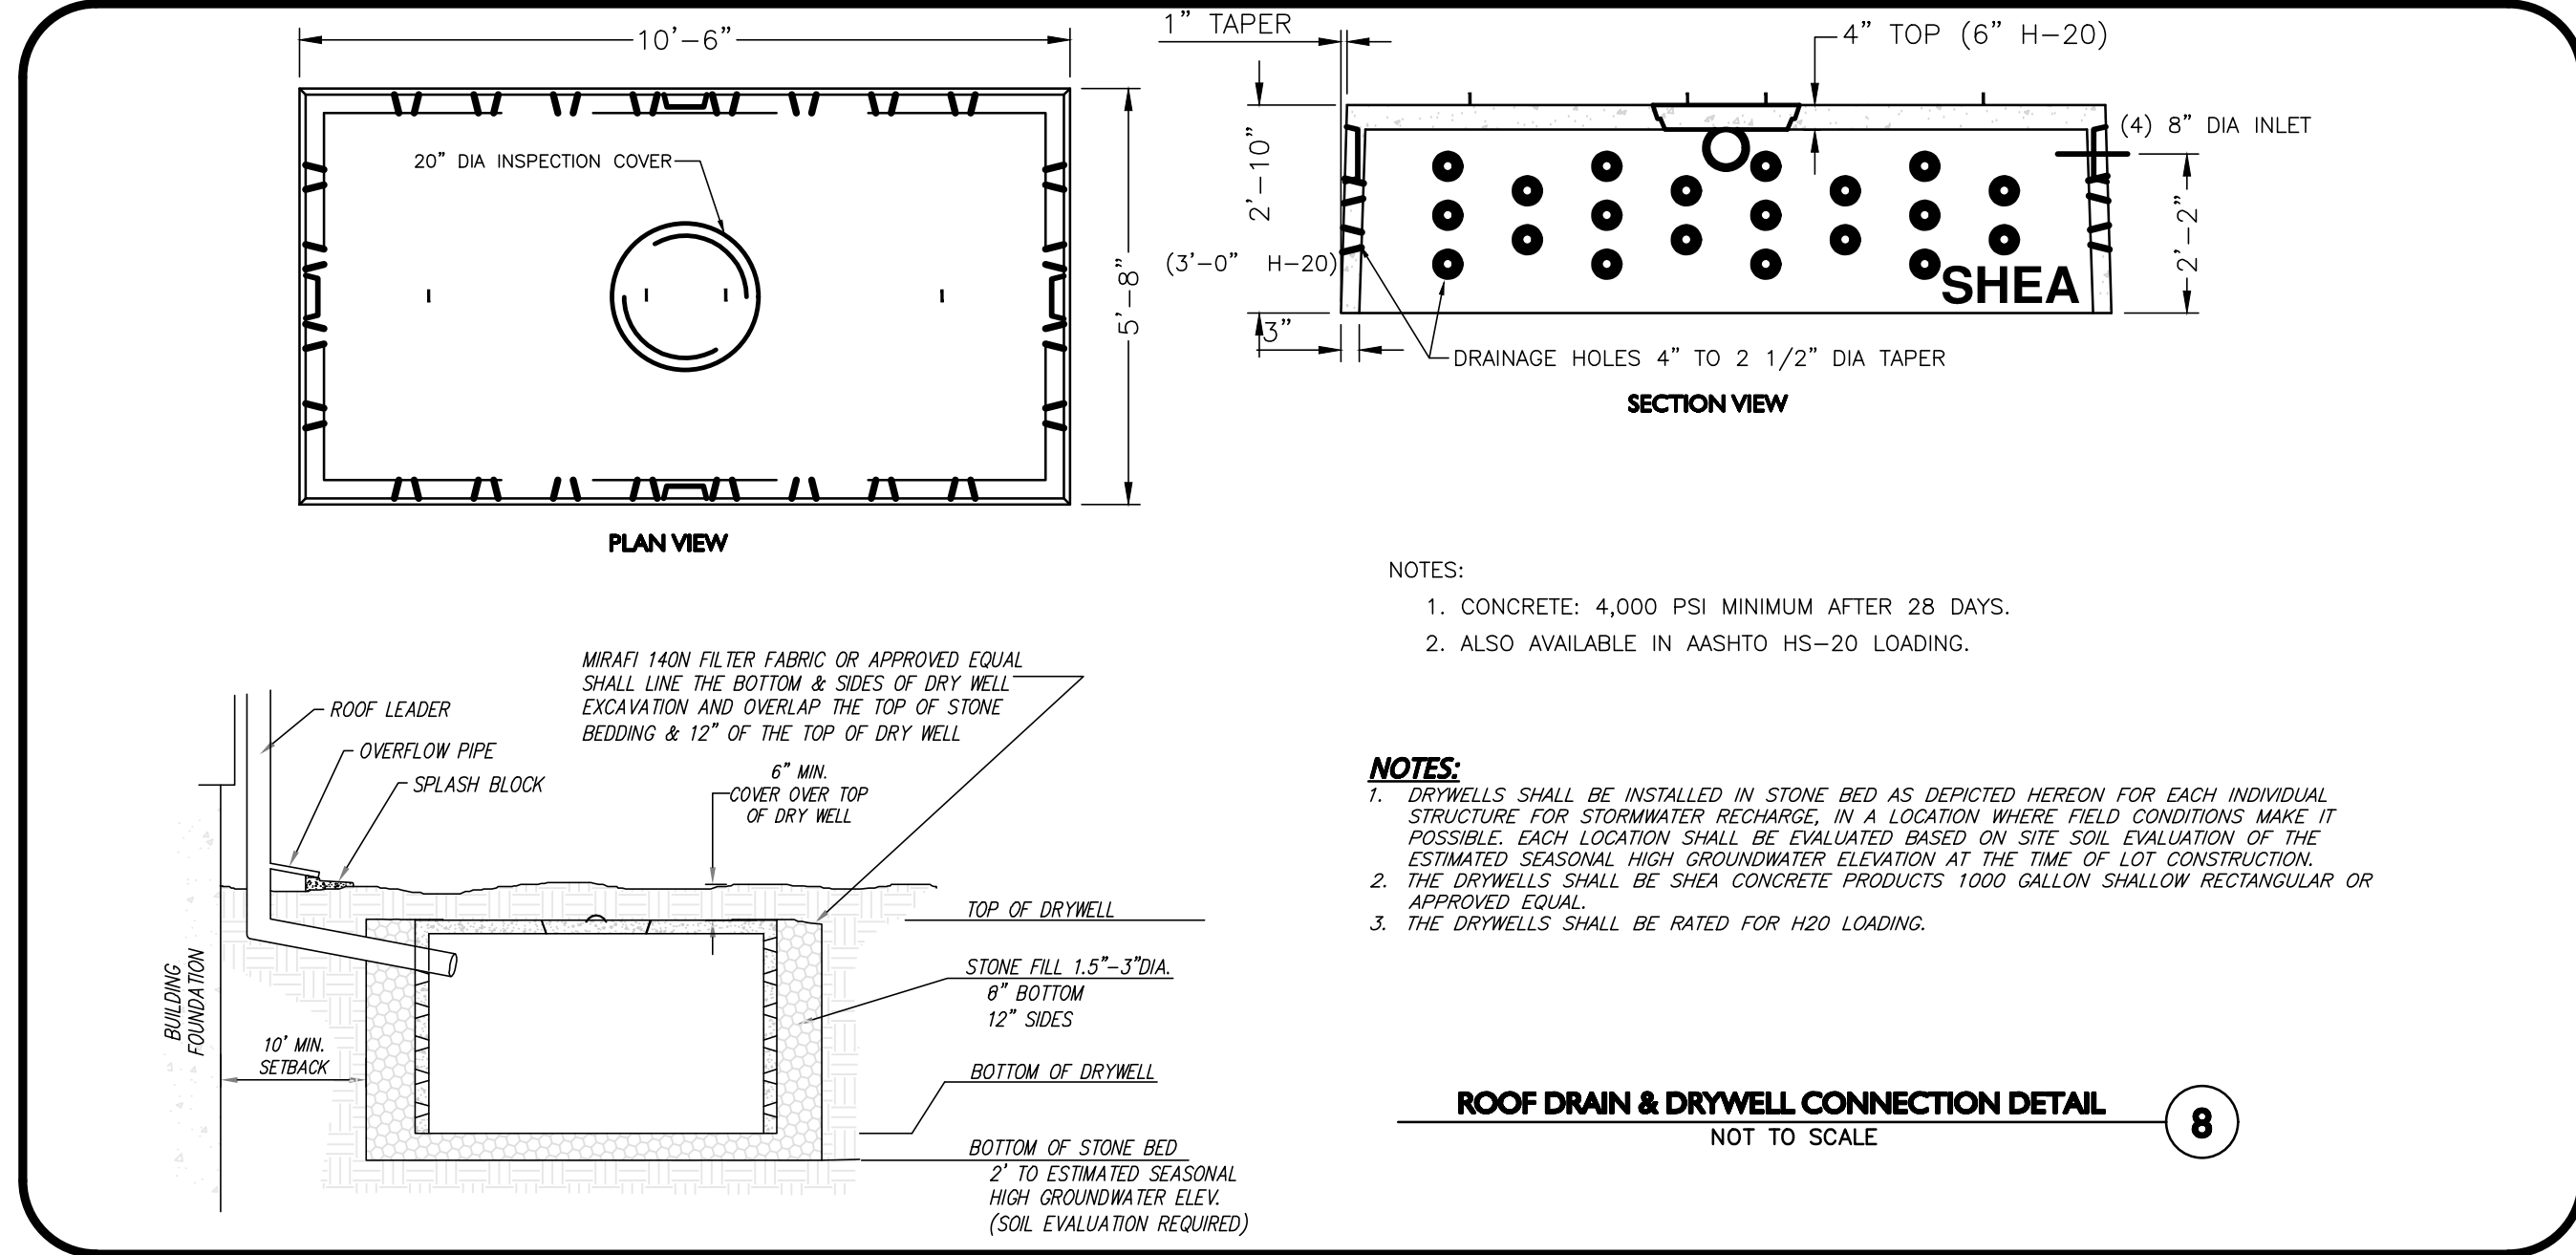 10'-6"
20" DIA INSPECTION COVER
5'-8"
PLAN VIEW
1" TAPER
4" TOP (6" H-20)
(4) 8" DIA INLET
2'-10"
(3'-0" H-20)
2'-2"
SHEA
3"
DRAINAGE HOLES 4" TO 2 1/2" DIA TAPER
SECTION VIEW
NOTES:
1. CONCRETE: 4,000 PSI MINIMUM AFTER 28 DAYS.
2. ALSO AVAILABLE IN AASHTO HS-20 LOADING.
MIRAFI 140N FILTER FABRIC OR APPROVED EQUAL
SHALL LINE THE BOTTOM & SIDES OF DRY WELL
EXCAVATION AND OVERLAP THE TOP OF STONE
BEDDING & 12" OF THE TOP OF DRY WELL
ROOF LEADER
OVERFLOW PIPE
SPLASH BLOCK
6" MIN.
COVER OVER TOP
OF DRY WELL
TOP OF DRYWELL
STONE FILL 1.5"-3"DIA.
6" BOTTOM
12" SIDES
BUILDING
FOUNDATION
10' MIN.
SETBACK
BOTTOM OF DRYWELL
BOTTOM OF STONE BED
2' TO ESTIMATED SEASONAL
HIGH GROUNDWATER ELEV.
(SOIL EVALUATION REQUIRED)
NOTES:
1. DRYWELLS SHALL BE INSTALLED IN STONE BED AS DEPICTED HEREON FOR EACH INDIVIDUAL
STRUCTURE FOR STORMWATER RECHARGE, IN A LOCATION WHERE FIELD CONDITIONS MAKE IT
POSSIBLE. EACH LOCATION SHALL BE EVALUATED BASED ON SITE SOIL EVALUATION OF THE
ESTIMATED SEASONAL HIGH GROUNDWATER ELEVATION AT THE TIME OF LOT CONSTRUCTION.
2. THE DRYWELLS SHALL BE SHEA CONCRETE PRODUCTS 1000 GALLON SHALLOW RECTANGULAR OR
APPROVED EQUAL.
3. THE DRYWELLS SHALL BE RATED FOR H20 LOADING.
ROOF DRAIN & DRYWELL CONNECTION DETAIL
NOT TO SCALE
8